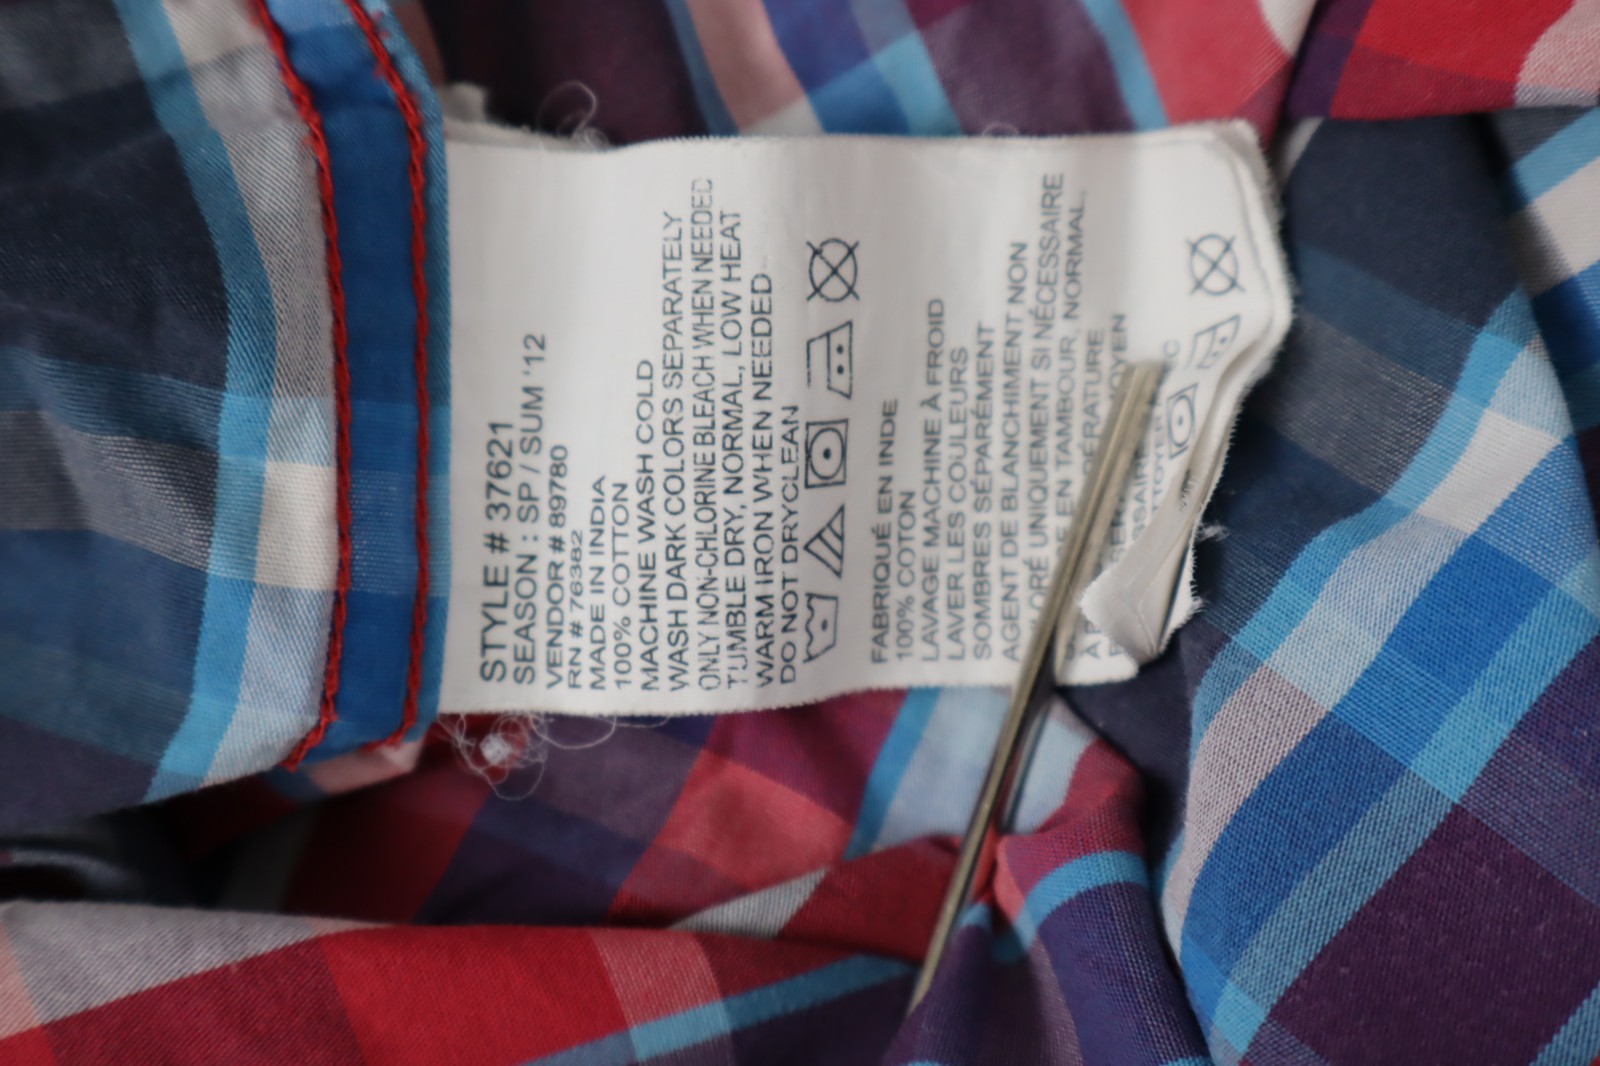 STYLE # 37621
SEASON : SP / SUM '12
VENDOR # 89780
RN # 76382
MADE IN INDIA
100% COTTON
MACHINE WASH COLD
WASH DARK COLORS SEPARATELY
ONLY NON-CHLORINE BLEACH WHEN NEEDED
TUMBLE DRY, NORMAL, LOW HEAT
WARM IRON WHEN NEEDED
DO NOT DRYCLEAN
FABRIQUÉ EN INDE
100% COTON
LAVAGE MACHINE À FROID
LAVER LES COULEURS
SOMBRES SÉPARÉMENT
AGENT DE BLANCHIMENT NON
UNIQUEMENT SI NÉCESSAIRE
EN TAMBOUR, NORMAL,
À